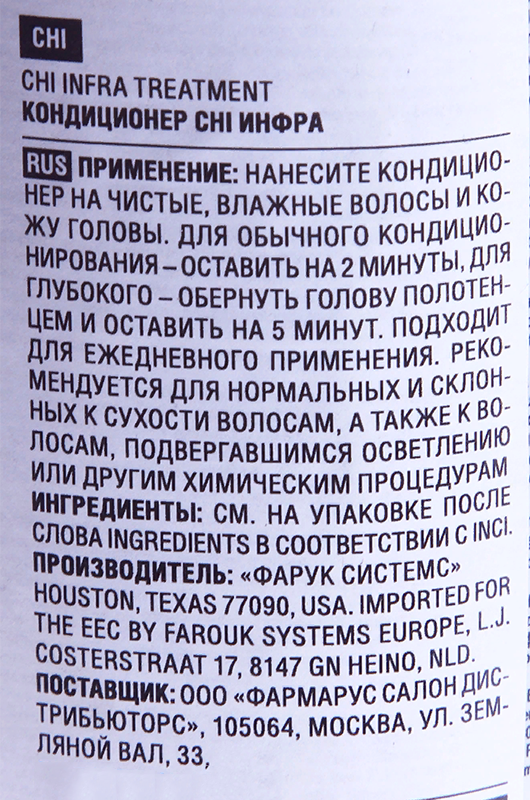 CHI
CHI INFRA TREATMENT
КОНДИЦИОНЕР CHI ИНФРА
RUS ПРИМЕНЕНИЕ: НАНЕСИТЕ КОНДИЦИО-
НЕР НА ЧИСТЫЕ, ВЛАЖНЫЕ ВОЛОСЫ И КО-
ЖУ ГОЛОВЫ. ДЛЯ ОБЫЧНОГО КОНДИЦИО-
НИРОВАНИЯ – ОСТАВИТЬ НА 2 МИНУТЫ, ДЛЯ
ГЛУБОКОГО – ОБЕРНУТЬ ГОЛОВУ ПОЛОТЕН-
ЦЕМ И ОСТАВИТЬ НА 5 МИНУТ. ПОДХОДИТ
ДЛЯ ЕЖЕДНЕВНОГО ПРИМЕНЕНИЯ. РЕКО-
МЕНДУЕТСЯ ДЛЯ НОРМАЛЬНЫХ И СКЛОН-
НЫХ К СУХОСТИ ВОЛОСАМ, А ТАКЖЕ К ВО-
ЛОСАМ, ПОДВЕРГАВШИМСЯ ОСВЕТЛЕНИЮ
ИЛИ ДРУГИМ ХИМИЧЕСКИМ ПРОЦЕДУРАМ
ИНГРЕДИЕНТЫ: СМ. НА УПАКОВКЕ ПОСЛЕ
СЛОВА INGREDIENTS В СООТВЕТСТВИИ С INCI.
ПРОИЗВОДИТЕЛЬ: «ФАРУК СИСТЕМС»
HOUSTON, TEXAS 77090, USA. IMPORTED FOR
THE EEC BY FAROUK SYSTEMS EUROPE, L.J.
COSTERSTRAAT 17, 8147 GN HEINO, NLD.
ПОСТАВЩИК: ООО «ФАРМАРУС САЛОН ДИС-
ТРИБЬЮТОРС», 105064, МОСКВА, УЛ. ЗЕМ-
ЛЯНОЙ ВАЛ, 33,